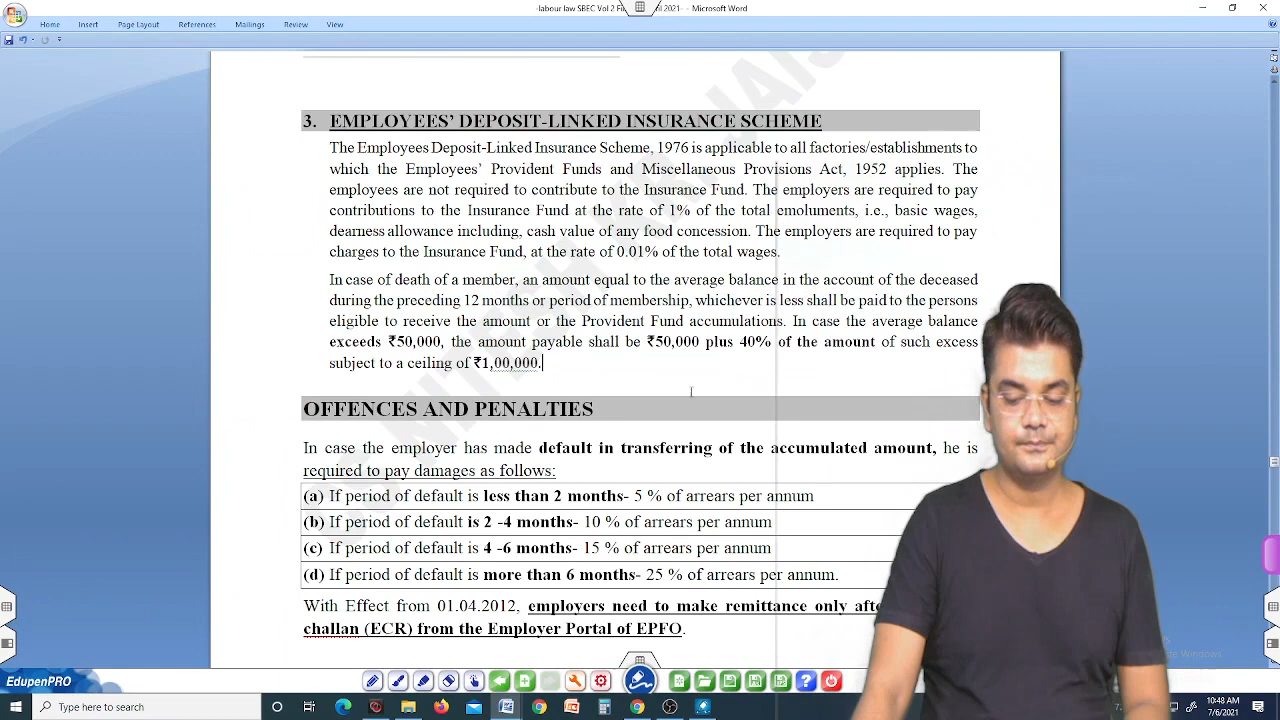 -labour law SBEC Vol 2 Fi il 2021- - Microsoft Word
Home Insert Page Layout References Mailings Review View
3. EMPLOYEES’ DEPOSIT-LINKED INSURANCE SCHEME
The Employees Deposit-Linked Insurance Scheme, 1976 is applicable to all factories/establishments to
which the Employees’ Provident Funds and Miscellaneous Provisions Act, 1952 applies. The
employees are not required to contribute to the Insurance Fund. The employers are required to pay
contributions to the Insurance Fund at the rate of 1% of the total emoluments, i.e., basic wages,
dearness allowance including, cash value of any food concession. The employers are required to pay
charges to the Insurance Fund, at the rate of 0.01% of the total wages.
In case of death of a member, an amount equal to the average balance in the account of the deceased
during the preceding 12 months or period of membership, whichever is less shall be paid to the persons
eligible to receive the amount or the Provident Fund accumulations. In case the average balance
exceeds ₹50,000, the amount payable shall be ₹50,000 plus 40% of the amount of such excess
subject to a ceiling of ₹1,00,000.
OFFENCES AND PENALTIES
In case the employer has made default in transferring of the accumulated amount, he is
required to pay damages as follows:
(a) If period of default is less than 2 months- 5 % of arrears per annum
(b) If period of default is 2 -4 months- 10 % of arrears per annum
(c) If period of default is 4 -6 months- 15 % of arrears per annum
(d) If period of default is more than 6 months- 25 % of arrears per annum.
With Effect from 01.04.2012, employers need to make remittance only
challan (ECR) from the Employer Portal of EPFO.
Windows
EdupenPRO
Type here to search
10:48 AM
7/6/2021